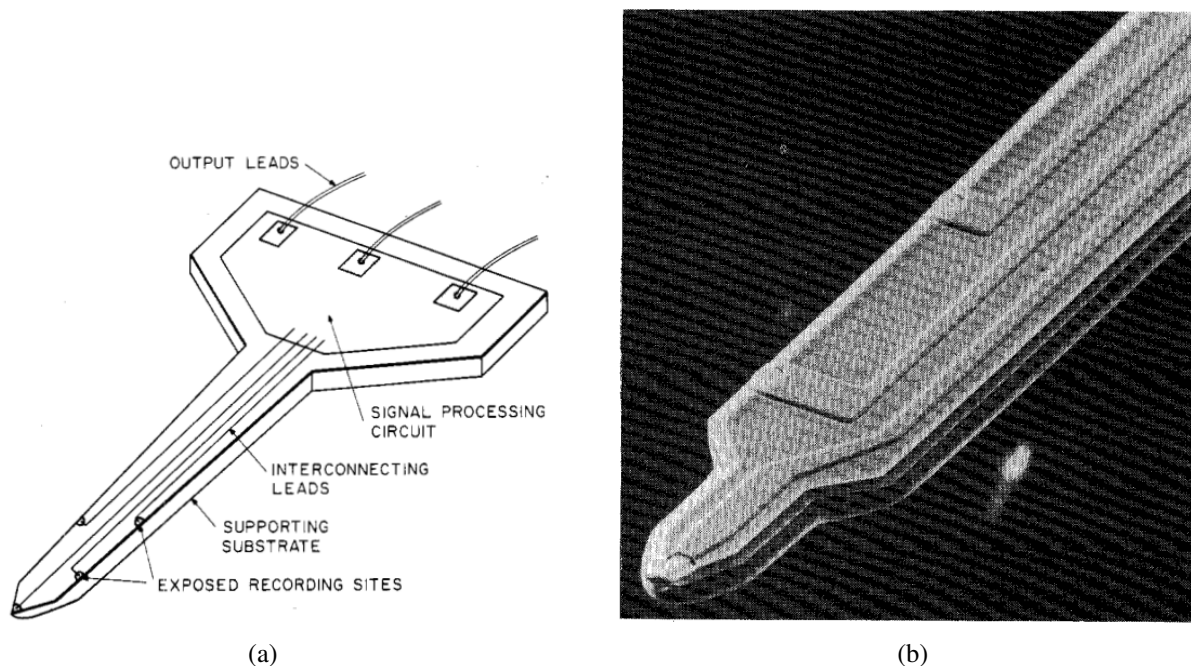 OUTPUT LEADS
SIGNAL PROCESSING
CIRCUIT
INTERCONNECTING
LEADS
SUPPORTING
SUBSTRATE
EXPOSED RECORDING SITES
(a)
(b)